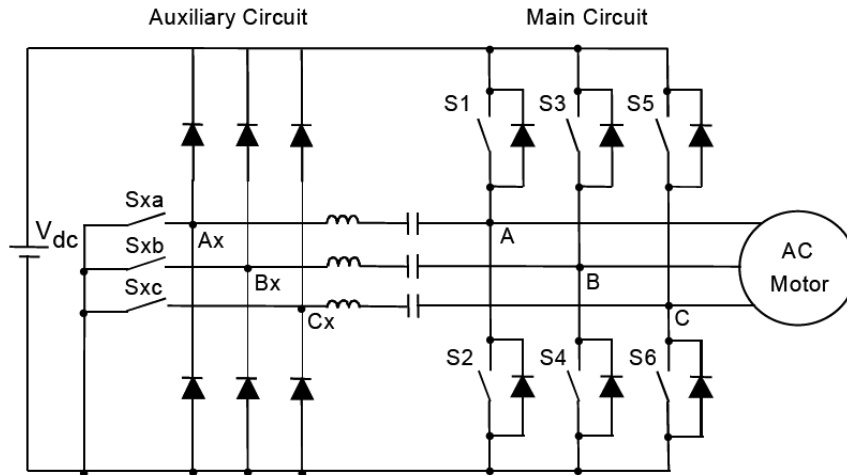 Auxiliary Circuit
Main Circuit
S1
S3
S5
Sxa
Vdc
Ax
A
Sxb
Bx
B
AC
Motor
Sxc
Cx
C
S2
S4
S6